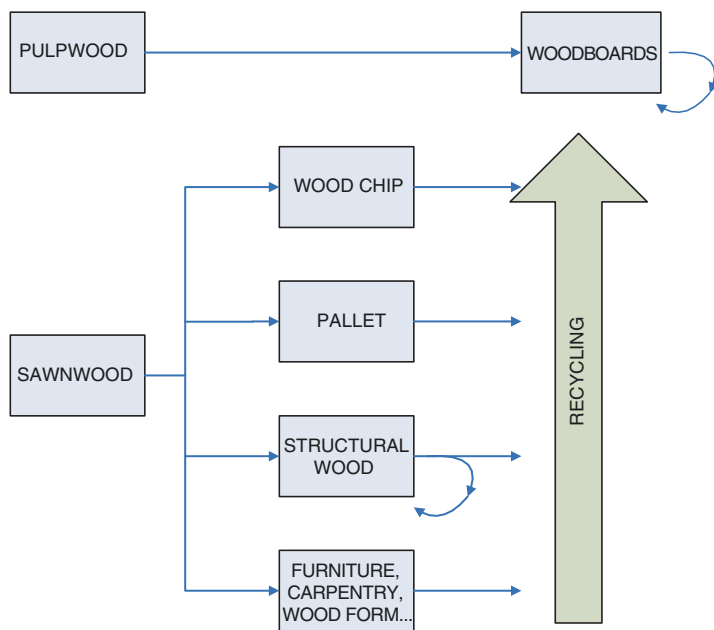 PULPWOOD
WOODBOARDS
WOOD CHIP
PALLET
SAWNWOOD
STRUCTURAL
WOOD
FURNITURE,
CARPENTRY,
WOOD FORM...
RECYCLING